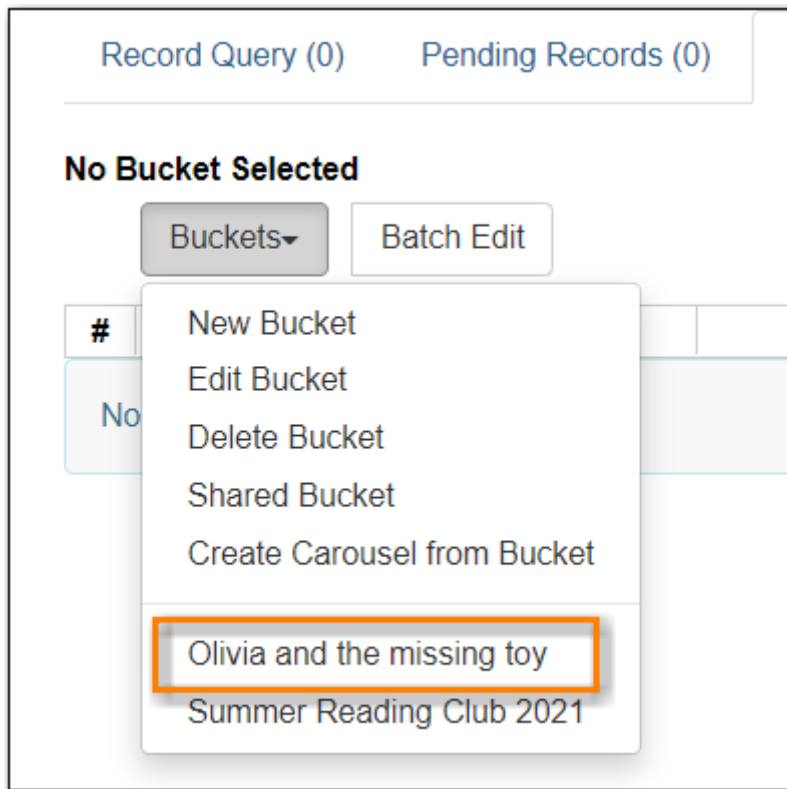 Record Query (0) Pending Records (0)
No Bucket Selected
Buckets Batch Edit
#
No
New Bucket
Edit Bucket
Delete Bucket
Shared Bucket
Create Carousel from Bucket
Olivia and the missing toy
Summer Reading Club 2021